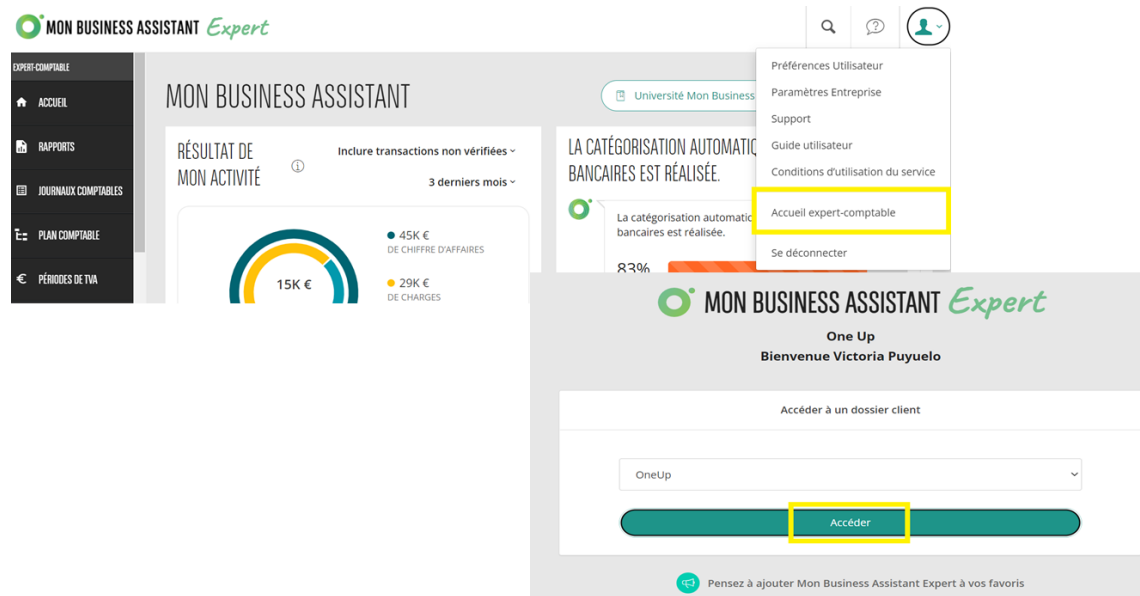 MON BUSINESS ASSISTANT Expert
EXPERT-COMPTABLE
ACCUEIL
RAPPORTS
JOURNAUX COMPTABLES
PLAN COMPTABLE
PÉRIODES DE TVA
MON BUSINESS ASSISTANT
Université Mon Business
RÉSULTAT DE
MON ACTIVITÉ
Inclure transactions non vérifiées
3 derniers mois
15K €
45K €
DE CHIFFRE D'AFFAIRES
29K €
DE CHARGES
LA CATÉGORISATION AUTOMATIQ
BANCAIRES EST RÉALISÉE.
La catégorisation automatic
bancaires est réalisée.
83%
Préférences Utilisateur
Paramètres Entreprise
Support
Guide utilisateur
Conditions d'utilisation du service
Accueil expert-comptable
Se déconnecter
MON BUSINESS ASSISTANT Expert
One Up
Bienvenue Victoria Puyuelo
Accéder à un dossier client
OneUp
Accéder
Pensez à ajouter Mon Business Assistant Expert à vos favoris